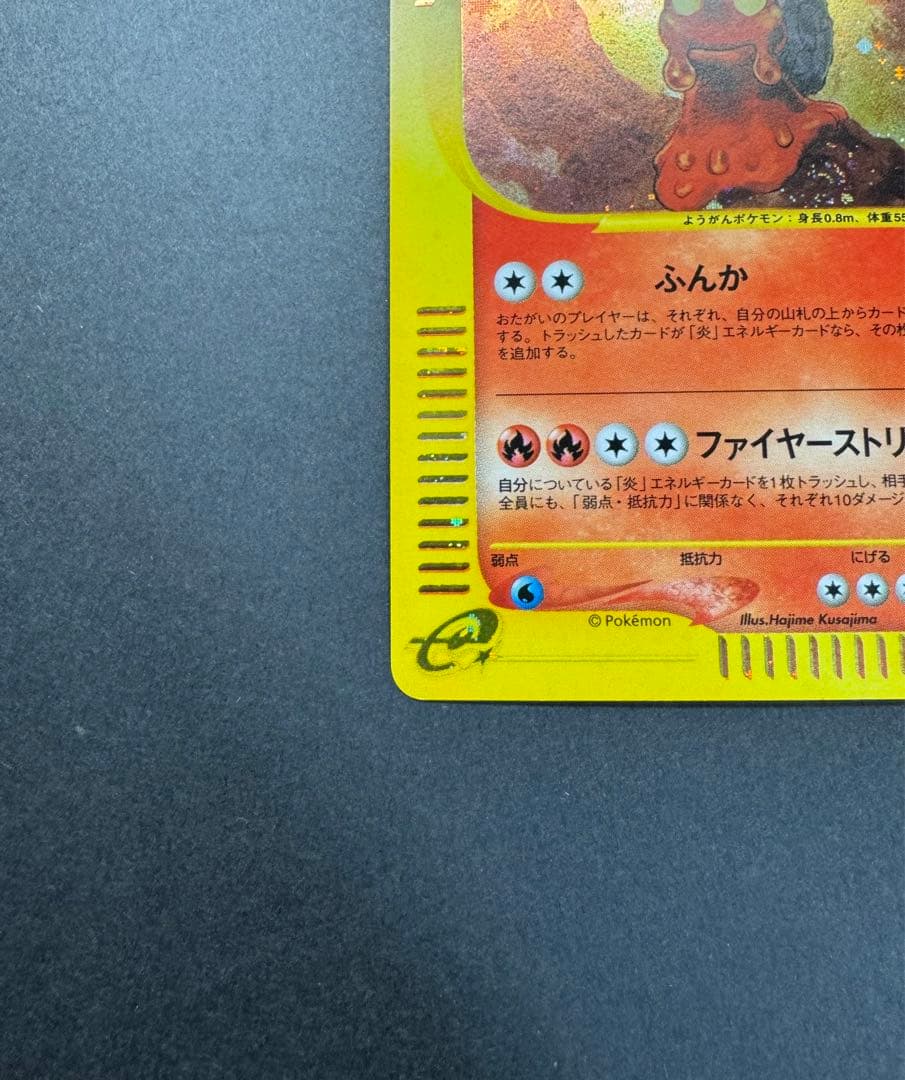 ようがんポケモン：身長0.8m、体重55
ふんか
おたがいのプレイヤーは、それぞれ、自分の山札の上からカード
する。トラッシュしたカードが「炎」エネルギーカードなら、その枚
を追加する。
ファイヤーストリ
自分についている「炎」エネルギーカードを1枚トラッシュし、相手
全員にも、「弱点・抵抗力」に関係なく、それぞれ10ダメージ
弱点 抵抗力 にげる
©Pokémon Illus.Hajime Kusajima
e